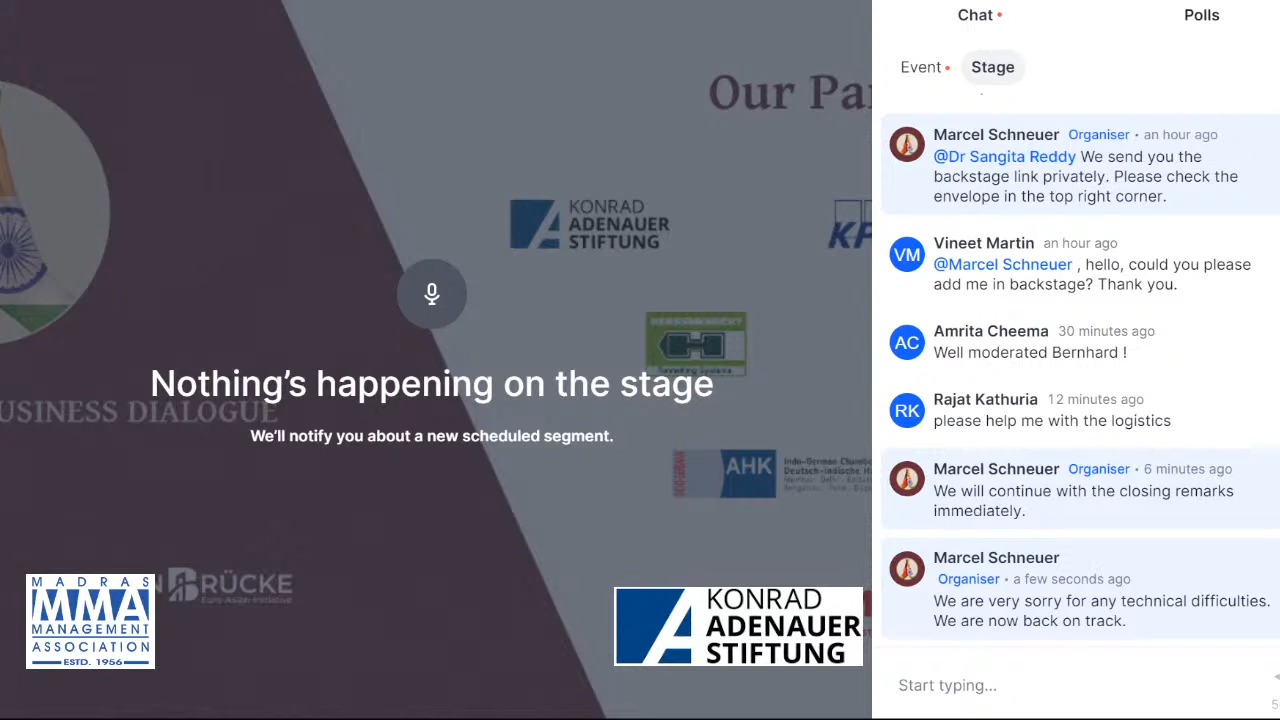 Our Par
KONRAD
ADENAUER
STIFTUNG
KP
Nothing's happening on the stage
USINESS DIALOGUE
We'll notify you about a new scheduled segment.
AHK
BRÜCKE
Euro Asian Initiative
MADRAS
MMA
MANAGEMENT
ASSOCIATION
ESTD. 1956
KONRAD
ADENAUER
STIFTUNG
Chat
Polls
Event
Stage
Marcel Schneuer Organiser • an hour ago
@Dr Sangita Reddy We send you the
backstage link privately. Please check the
envelope in the top right corner.
VM
Vineet Martin an hour ago
@Marcel Schneuer , hello, could you please
add me in backstage? Thank you.
AC
Amrita Cheema 30 minutes ago
Well moderated Bernhard !
RK
Rajat Kathuria 12 minutes ago
please help me with the logistics
Marcel Schneuer Organiser • 6 minutes ago
We will continue with the closing remarks
immediately.
Marcel Schneuer
Organiser • a few seconds ago
We are very sorry for any technical difficulties.
We are now back on track.
Start typing...
5